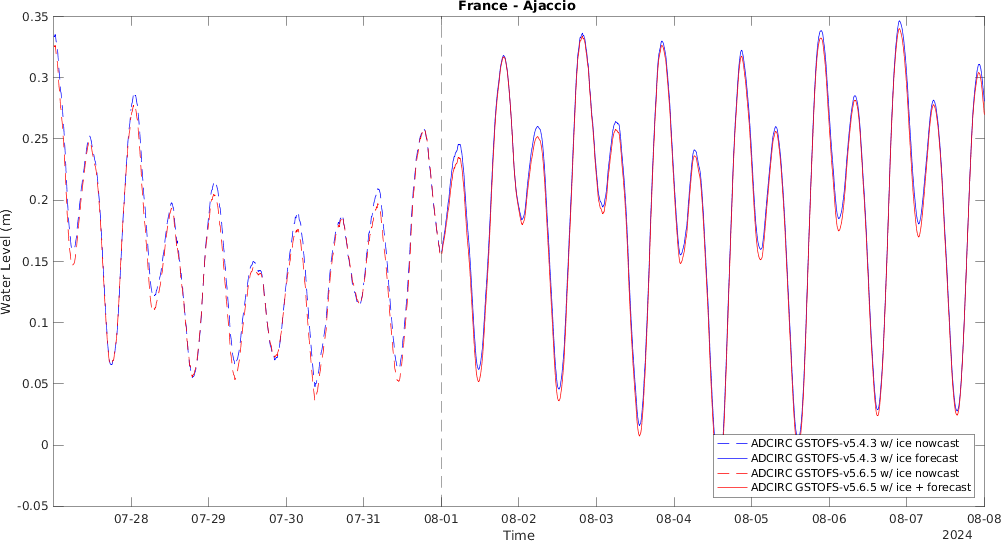 France - Ajaccio
0.35
0.3
0.25
0.2
0.15
0.1
0.05
0
-0.05
Water Level (m)
07-28 07-29 07-30 07-31 08-01 08-02 08-03 08-04 08-05 08-06 08-07 08-08
Time
2024
ADCIRC GSTOFS-v5.4.3 w/ ice nowcast
ADCIRC GSTOFS-v5.4.3 w/ ice forecast
ADCIRC GSTOFS-v5.6.5 w/ ice nowcast
ADCIRC GSTOFS-v5.6.5 w/ ice + forecast